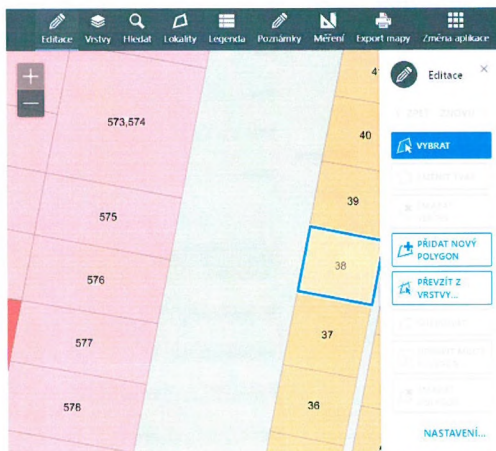 Editace
Vrstvy
Hledat
Lokality
Legenda
Poznámky
Měření
Export mapy
Změna aplikace
Editace
VYBRAT
PŘIDAT NOVÝ
POLYGON
PŘEVZÍT Z
VRSTVY...
NASTAVENÍ...
573,574
575
576
577
578
40
39
38
37
36